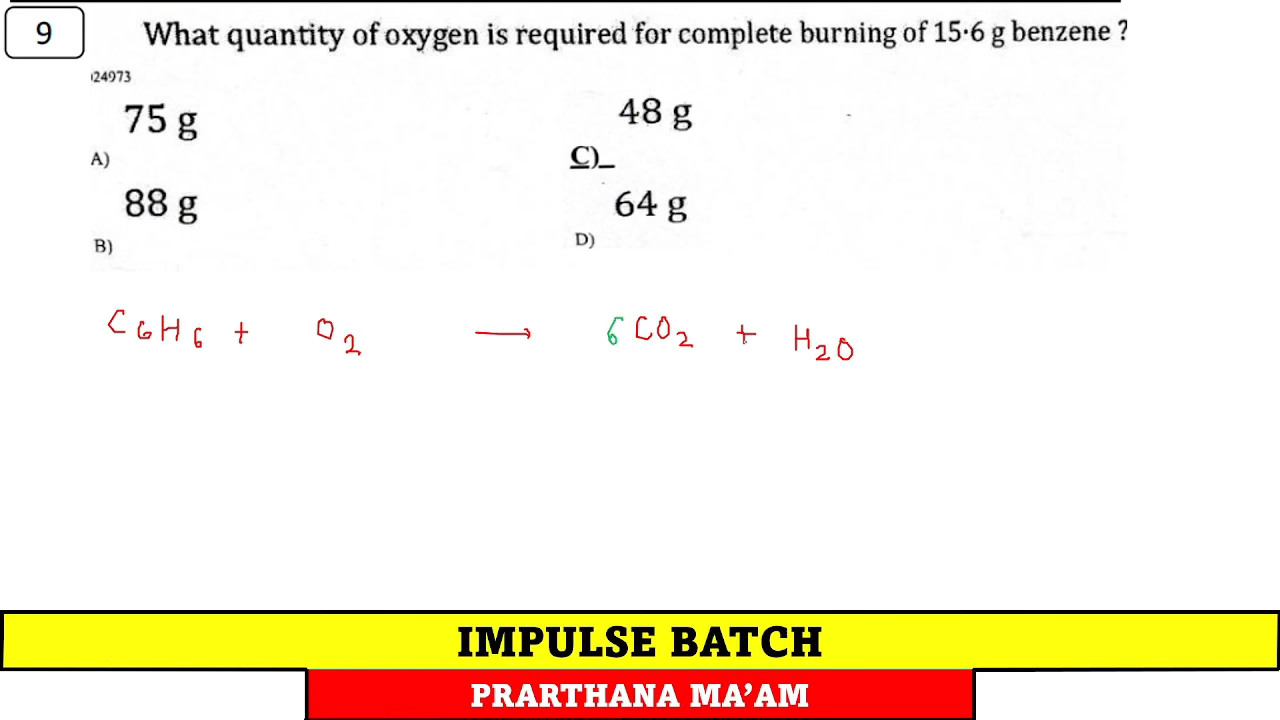 9
What quantity of oxygen is required for complete burning of 15·6 g benzene ?
24973
75 g
48 g
A)
C)_
88 g
64 g
B)
D)
C6H6 + O2 → 6CO2 + H2O
IMPULSE BATCH
PRARTHANA MA’AM